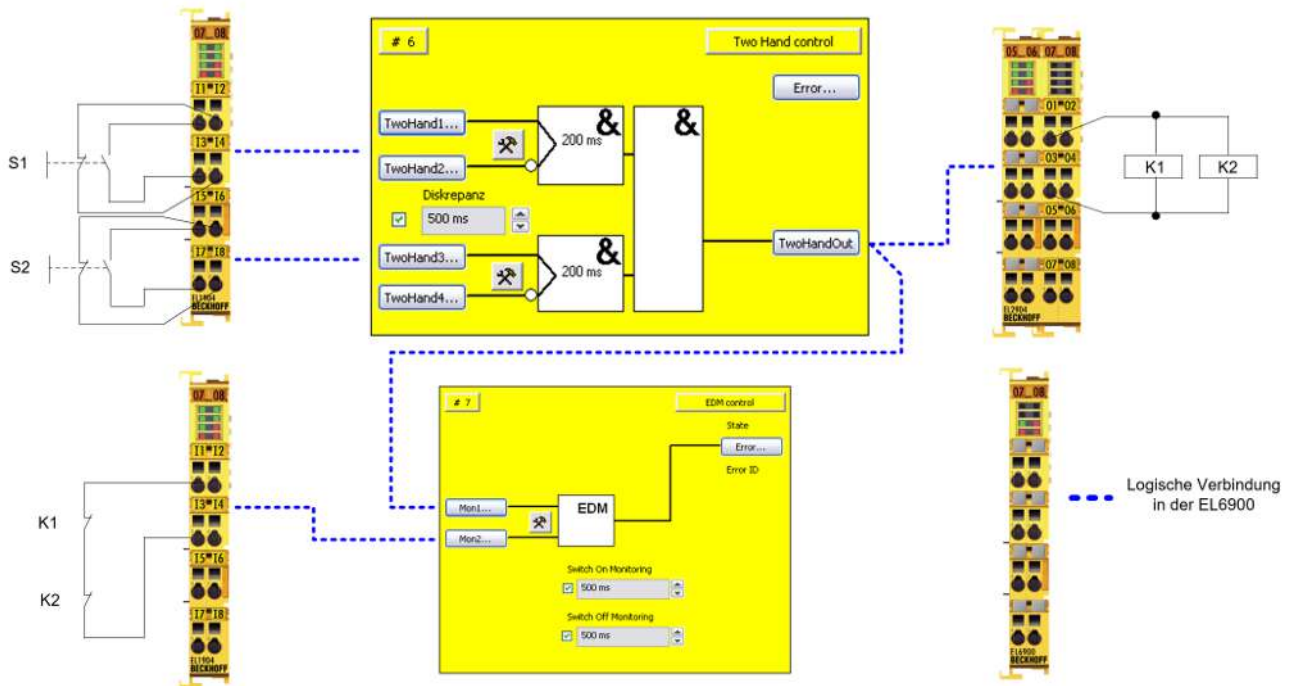 07_08
I1 I2
I3 I4
I5 I6
I7 I8
EL1904
BECKHOFF
S1
S2
# 6
Two Hand control
Error...
TwoHand1...
200 ms
&
TwoHand2...
Diskrepanz
500 ms
TwoHand3...
200 ms
&
TwoHand4...
&
TwoHandOut
05_06 07_08
01 02
03 04
05 06
07 08
EL2904
BECKHOFF
K1
K2
07_08
I1 I2
I3 I4
I5 I6
I7 I8
EL1904
BECKHOFF
K1
K2
# 7
EDM control
State
Error...
Error ID
Mon1...
EDM
Mon2...
Switch On Monitoring
500 ms
Switch Off Monitoring
500 ms
07_08
EL6900
BECKHOFF
Logische Verbindung
in der EL6900